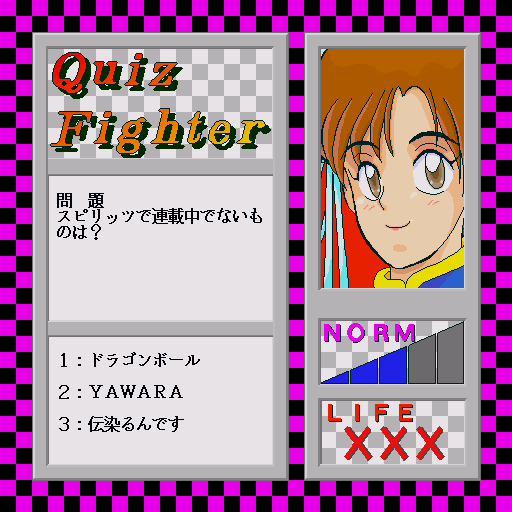 Quiz
Fighter
問　題
スピリッツで連載中でないも
のは？
１：ドラゴンボール
２：ＹＡＷＡＲＡ
３：伝染るんです
NORM
LIFE
XXX